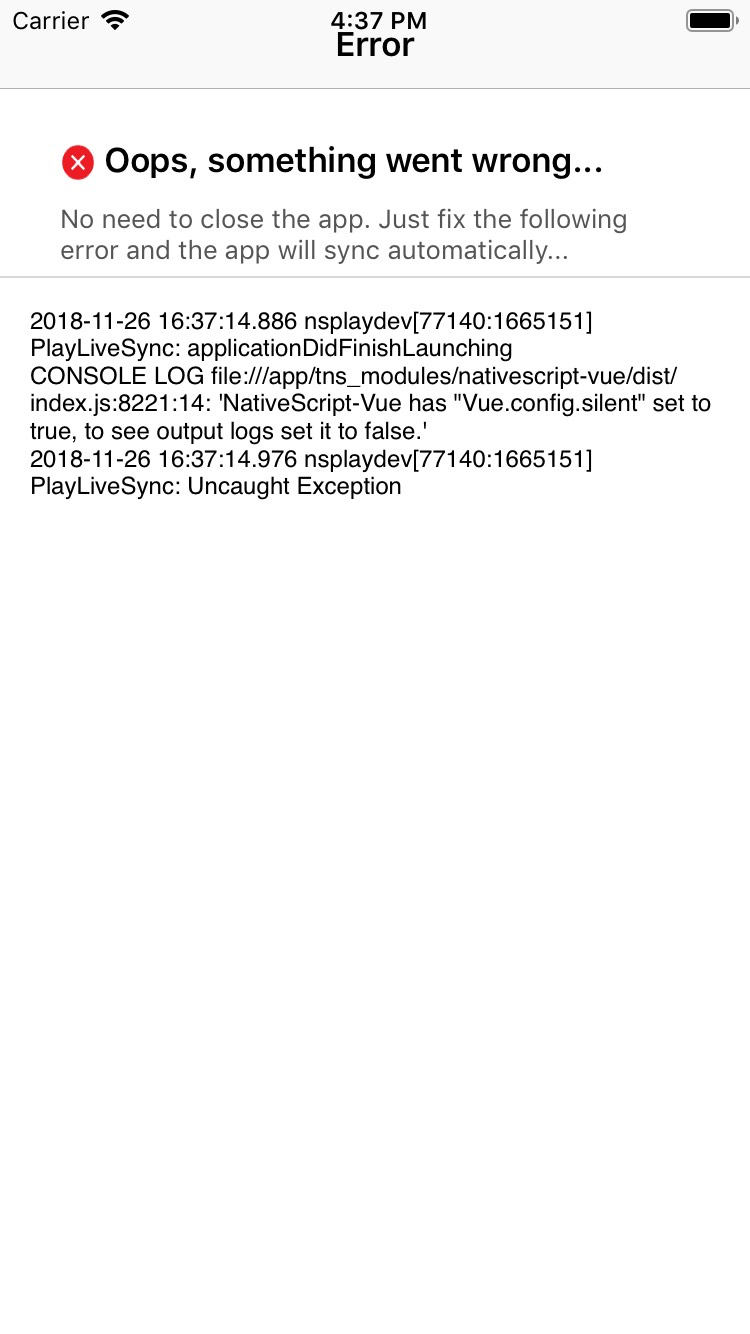 Carrier 4:37 PM
Error
Oops, something went wrong...
No need to close the app. Just fix the following
error and the app will sync automatically...
2018-11-26 16:37:14.886 nsplaydev[77140:1665151]
PlayLiveSync: applicationDidFinishLaunching
CONSOLE LOG file:///app/tns_modules/nativescript-vue/dist/
index.js:8221:14: 'NativeScript-Vue has "Vue.config.silent" set to
true, to see output logs set it to false.'
2018-11-26 16:37:14.976 nsplaydev[77140:1665151]
PlayLiveSync: Uncaught Exception